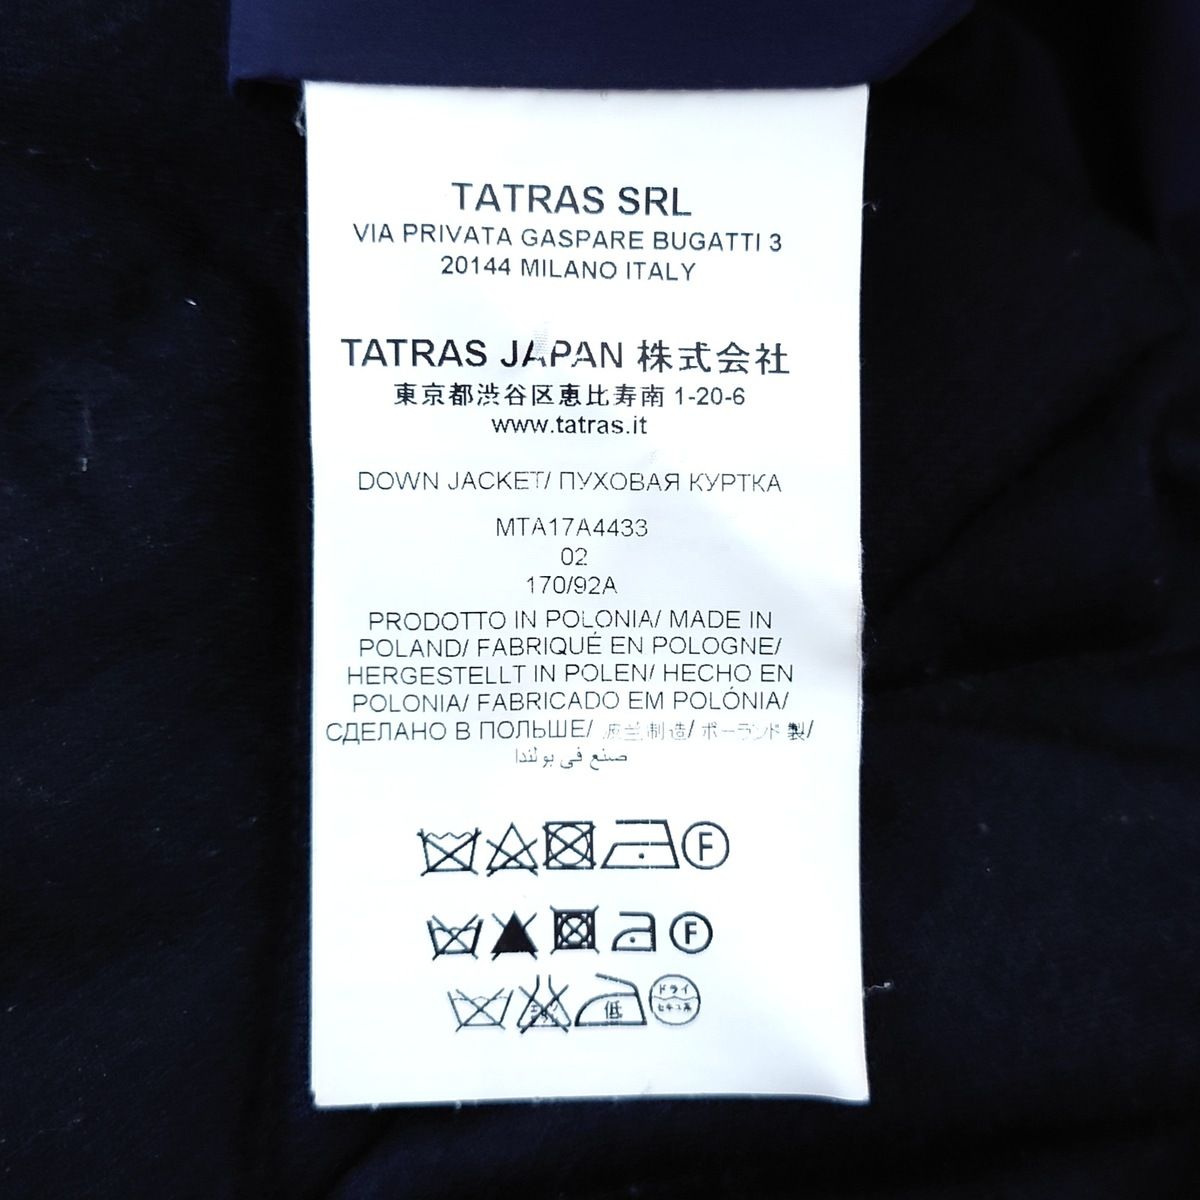 TATRAS SRL
VIA PRIVATA GASPARE BUGATTI 3
20144 MILANO ITALY
TATRAS JAPAN 株式会社
東京都渋谷区恵比寿南 1-20-6
www.tatras.it
DOWN JACKET/ ПУХОВАЯ КУРТКА
MTA17A4433
02
170/92A
PRODOTTO IN POLONIA/ MADE IN
POLAND/ FABRIQUÉ EN POLOGNE/
HERGESTELLT IN POLEN/ HECHO EN
POLONIA/ FABRICADO EM POLÓNIA/
СДЕЛАНО В ПОЛЬШЕ/ 波兰制造/ ポーランド製/
صنع في بولندا
F
F
低 ドライ
セキユ系